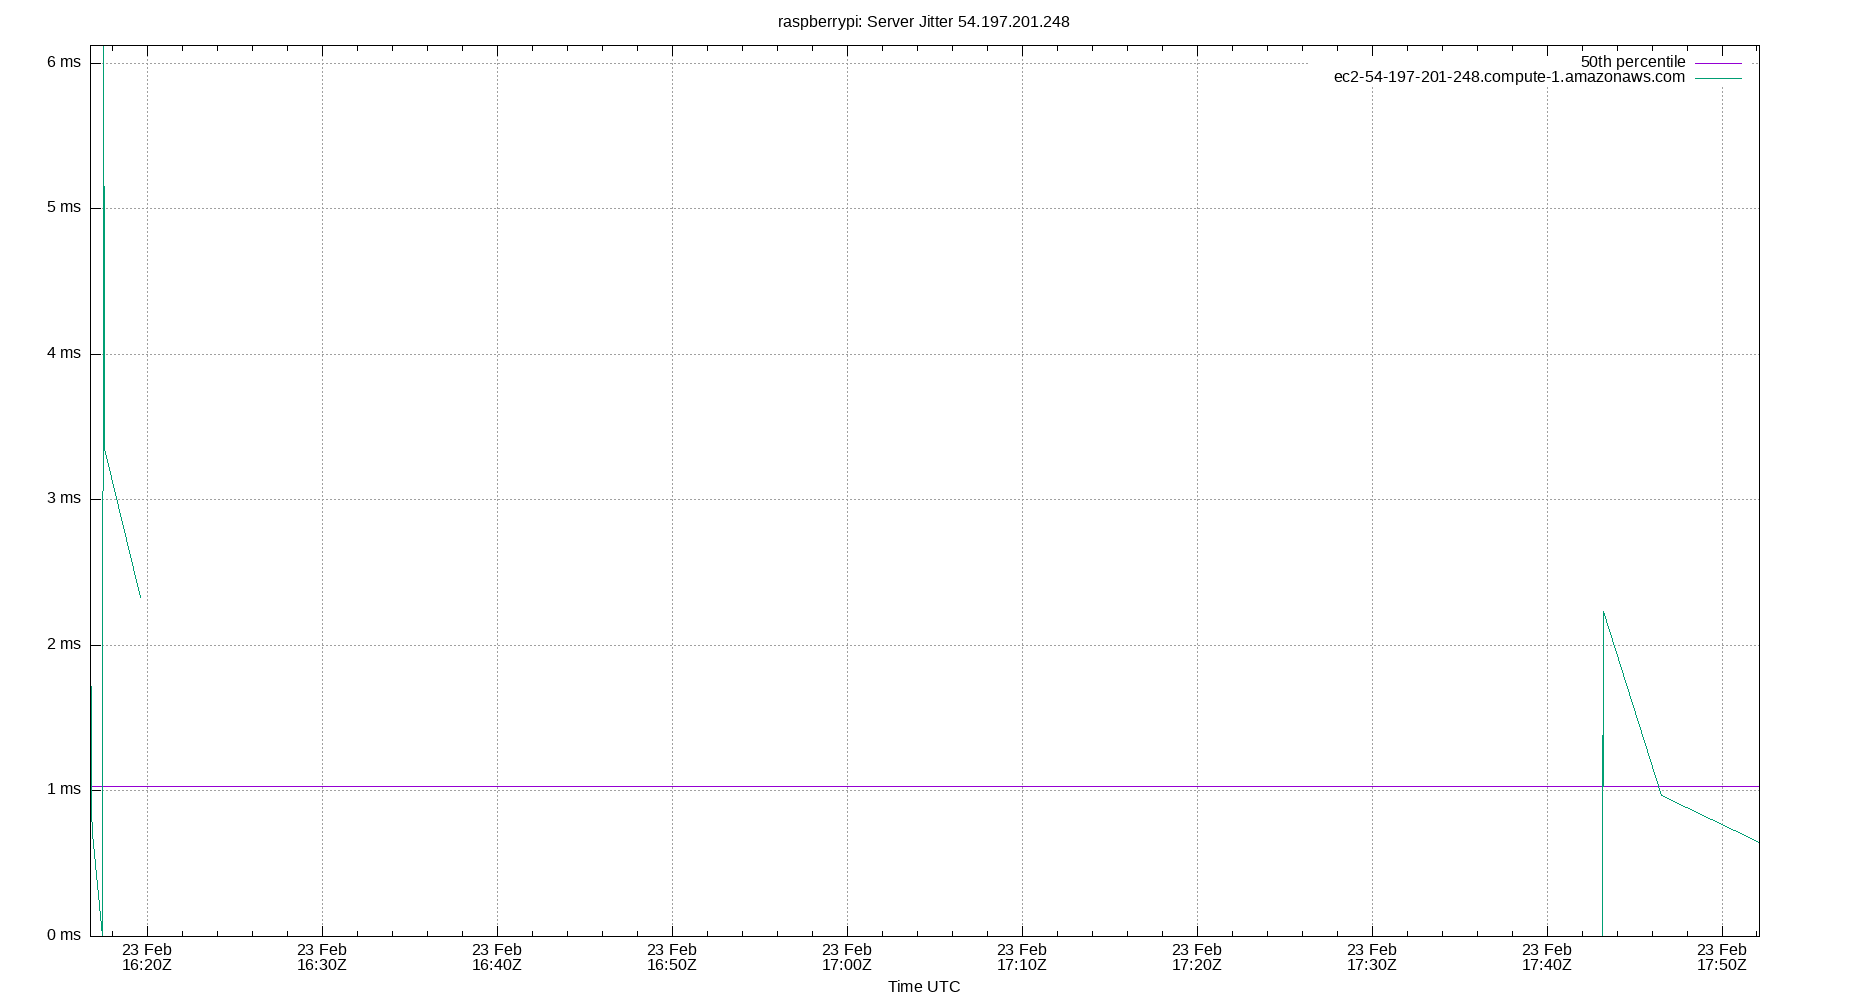 raspberrypi: Server Jitter 54.197.201.248
6 ms
5 ms
4 ms
3 ms
2 ms
1 ms
0 ms
50th percentile
ec2-54-197-201-248.compute-1.amazonaws.com
23 Feb 23 Feb 23 Feb 23 Feb 23 Feb 23 Feb 23 Feb 23 Feb 23 Feb 23 Feb
16:20Z 16:30Z 16:40Z 16:50Z 17:00Z 17:10Z 17:20Z 17:30Z 17:40Z 17:50Z
Time UTC